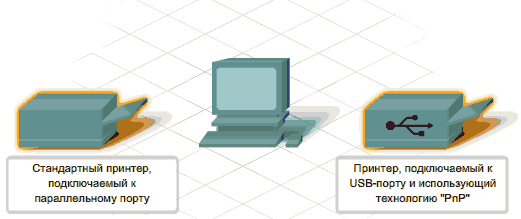 Стандартный принтер,
подключаемый к
параллельному порту
Принтер, подключаемый к
USB-порту и использующий
технологию "PnP"